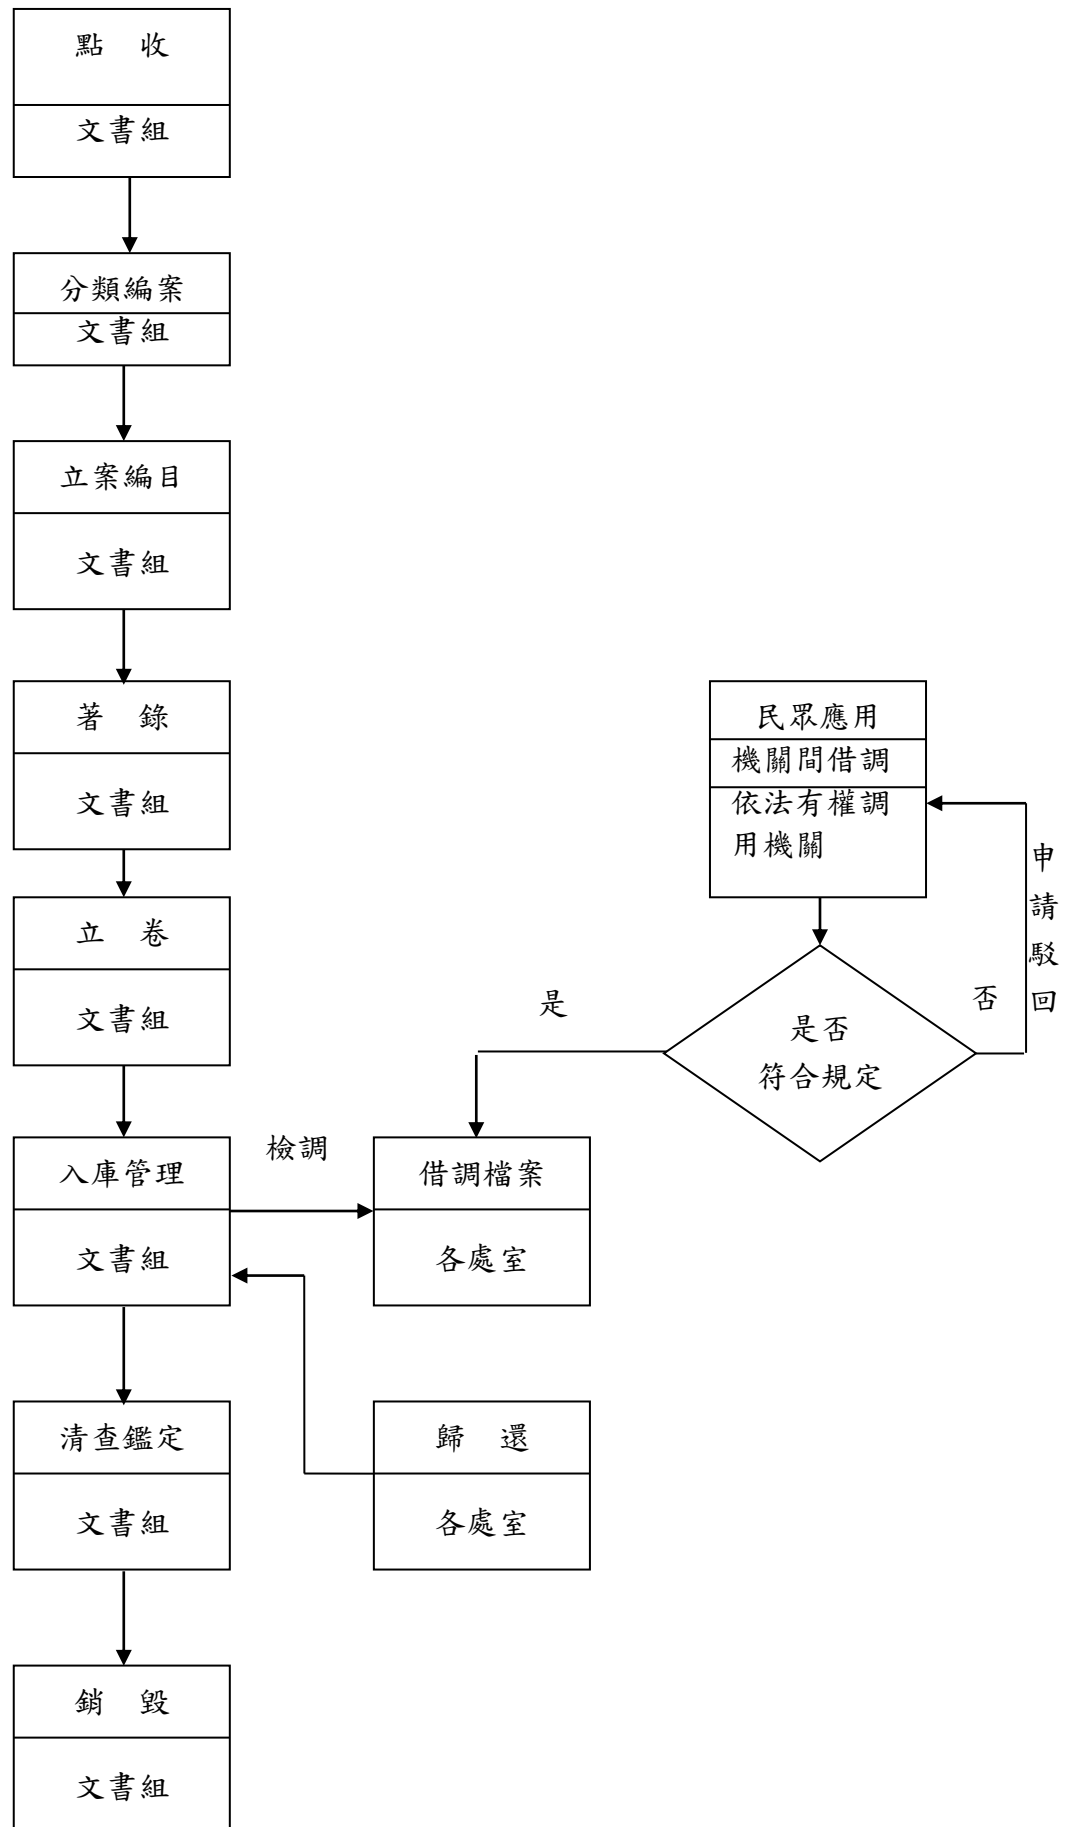 點　收
文書組
分類編案
文書組
立案編目
文書組
著　錄
文書組
立　卷
文書組
入庫管理
文書組
清查鑑定
文書組
銷　毀
文書組
檢調
借調檔案
各處室
歸　還
各處室
民眾應用
機關間借調
依法有權調
用機關
是否
符合規定
是
否
申請駁回